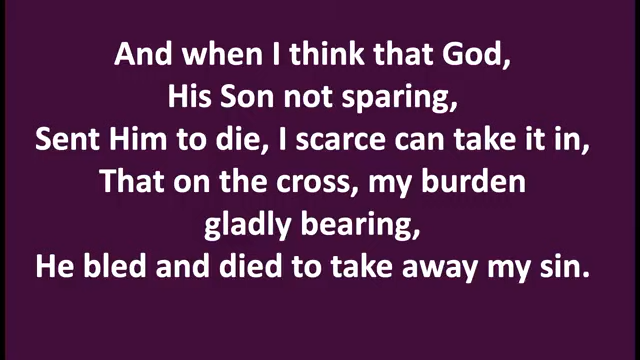 And when I think that God,
His Son not sparing,
Sent Him to die, I scarce can take it in,
That on the cross, my burden
gladly bearing,
He bled and died to take away my sin.